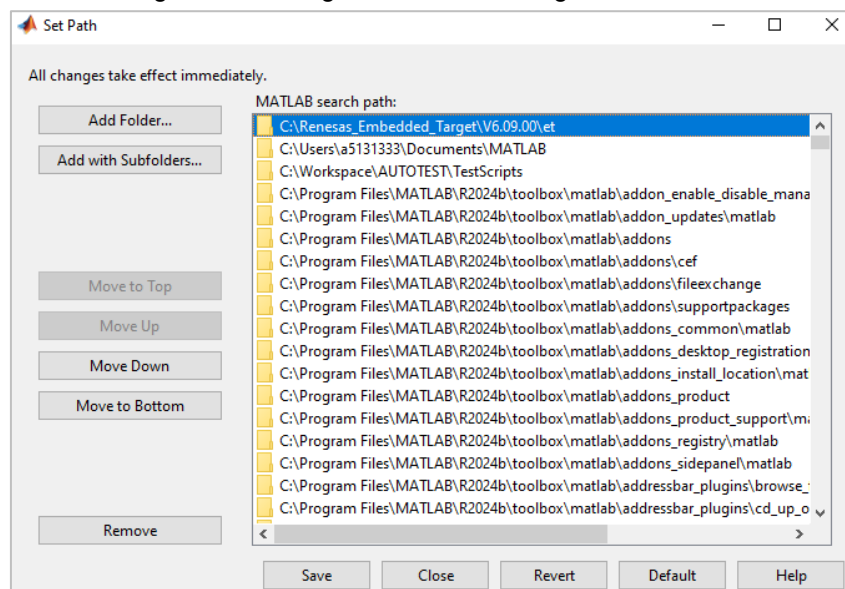 Set Path
All changes take effect immediately.
MATLAB search path:
Add Folder...
Add with Subfolders...
Move to Top
Move Up
Move Down
Move to Bottom
Remove
C:\Renesas_Embedded_Target\V6.09.00\et
C:\Users\a5131333\Documents\MATLAB
C:\Workspace\AUTOTEST\TestScripts
C:\Program Files\MATLAB\R2024b\toolbox\matlab\addon_enable_disable_mana
C:\Program Files\MATLAB\R2024b\toolbox\matlab\addon_updates\matlab
C:\Program Files\MATLAB\R2024b\toolbox\matlab\addons
C:\Program Files\MATLAB\R2024b\toolbox\matlab\addons\cef
C:\Program Files\MATLAB\R2024b\toolbox\matlab\addons\fileexchange
C:\Program Files\MATLAB\R2024b\toolbox\matlab\addons\supportpackages
C:\Program Files\MATLAB\R2024b\toolbox\matlab\addons_common\matlab
C:\Program Files\MATLAB\R2024b\toolbox\matlab\addons_desktop_registration
C:\Program Files\MATLAB\R2024b\toolbox\matlab\addons_install_location\mat
C:\Program Files\MATLAB\R2024b\toolbox\matlab\addons_product
C:\Program Files\MATLAB\R2024b\toolbox\matlab\addons_product_support\ma
C:\Program Files\MATLAB\R2024b\toolbox\matlab\addons_registry\matlab
C:\Program Files\MATLAB\R2024b\toolbox\matlab\addons_sidepanel\matlab
C:\Program Files\MATLAB\R2024b\toolbox\matlab\addressbar_plugins\browse_
C:\Program Files\MATLAB\R2024b\toolbox\matlab\addressbar_plugins\cd_up_o
Save
Close
Revert
Default
Help